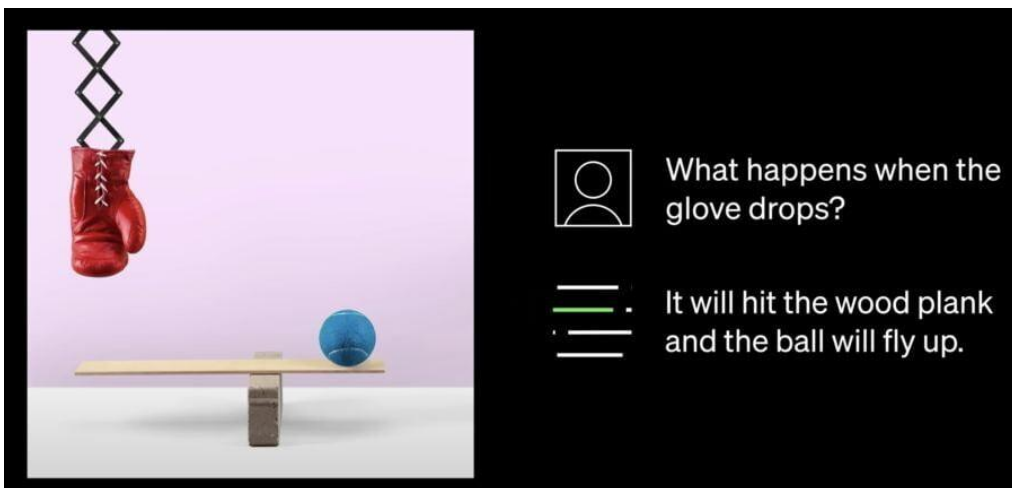 What happens when the
glove drops?
It will hit the wood plank
and the ball will fly up.